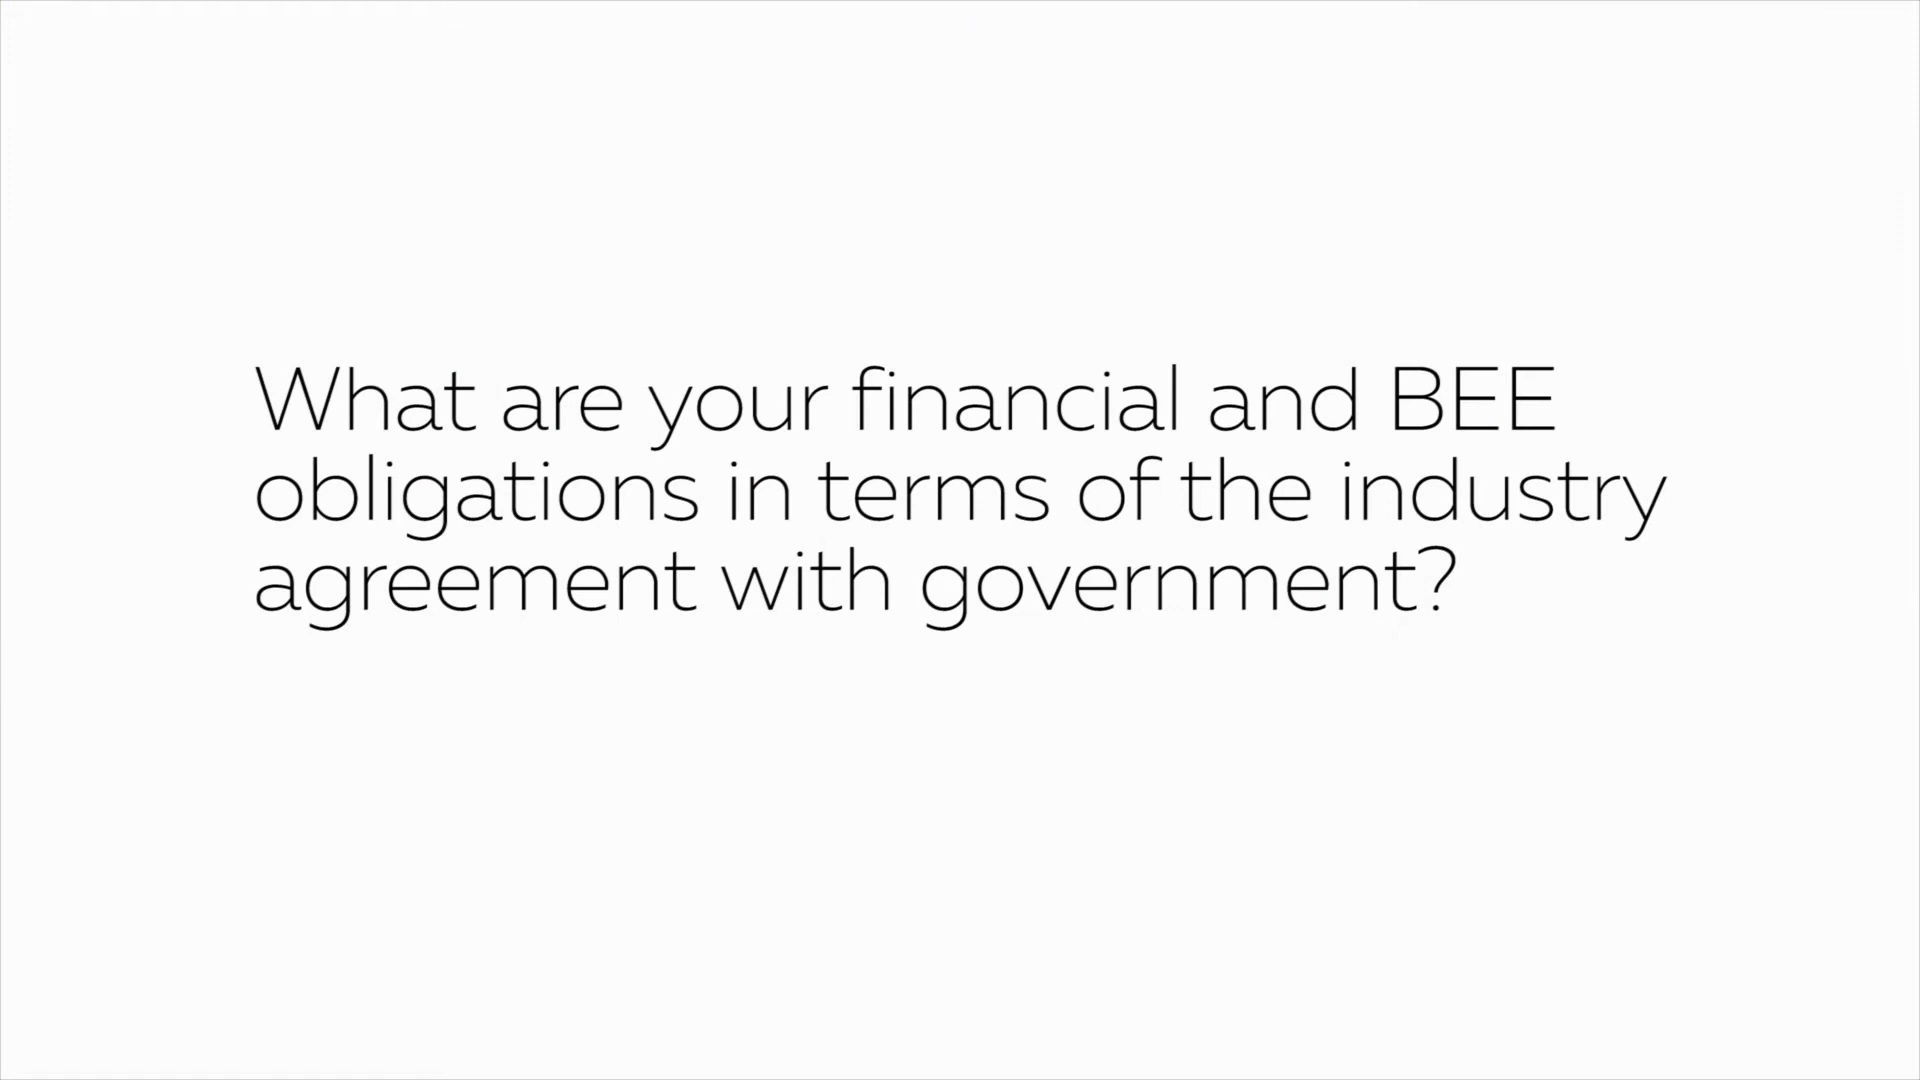 What are your financial and BEE
obligations in terms of the industry
agreement with government?